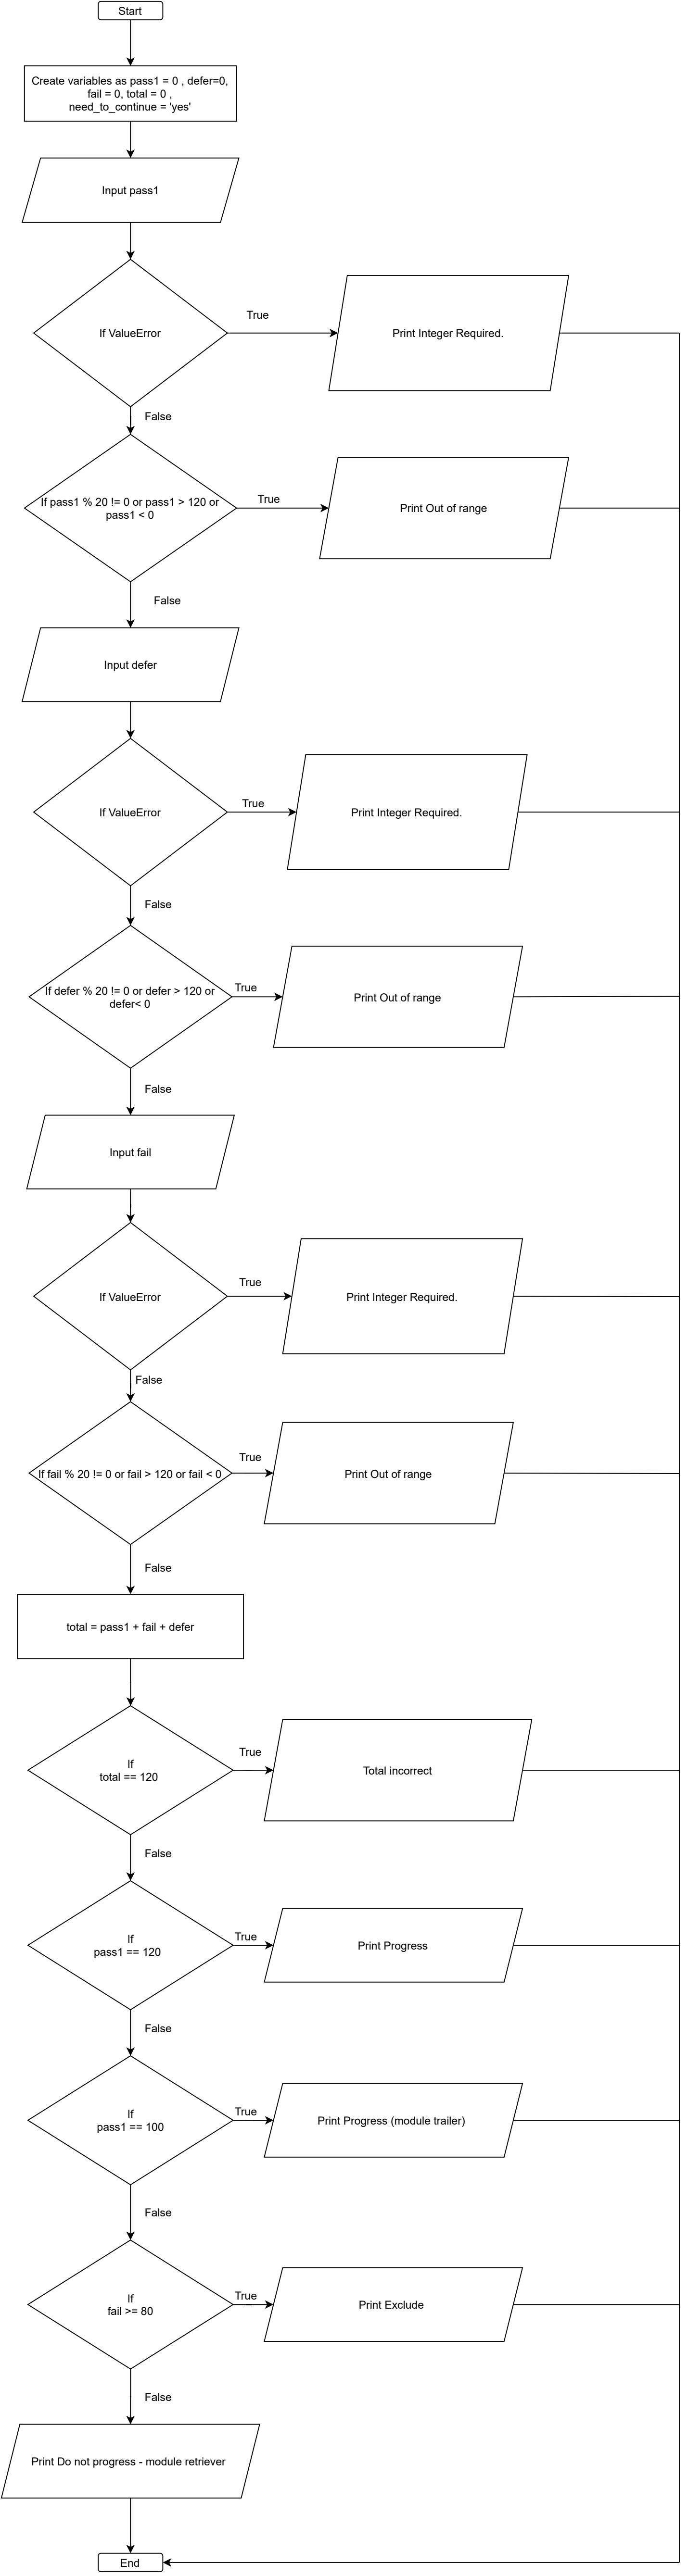 Start
Create variables as pass1 = 0 , defer=0,
fail = 0, total = 0 ,
need_to_continue = 'yes'
Input pass1
If ValueError
True
Print Integer Required.
False
If pass1 % 20 != 0 or pass1 > 120 or
pass1 < 0
True
Print Out of range
False
Input defer
If ValueError
True
Print Integer Required.
False
If defer % 20 != 0 or defer > 120 or
defer< 0
True
Print Out of range
False
Input fail
If ValueError
True
Print Integer Required.
False
If fail % 20 != 0 or fail > 120 or fail < 0
True
Print Out of range
False
total = pass1 + fail + defer
If
total == 120
True
Total incorrect
False
If
pass1 == 120
True
Print Progress
False
If
pass1 == 100
True
Print Progress (module trailer)
False
If
fail >= 80
True
Print Exclude
False
Print Do not progress - module retriever
End